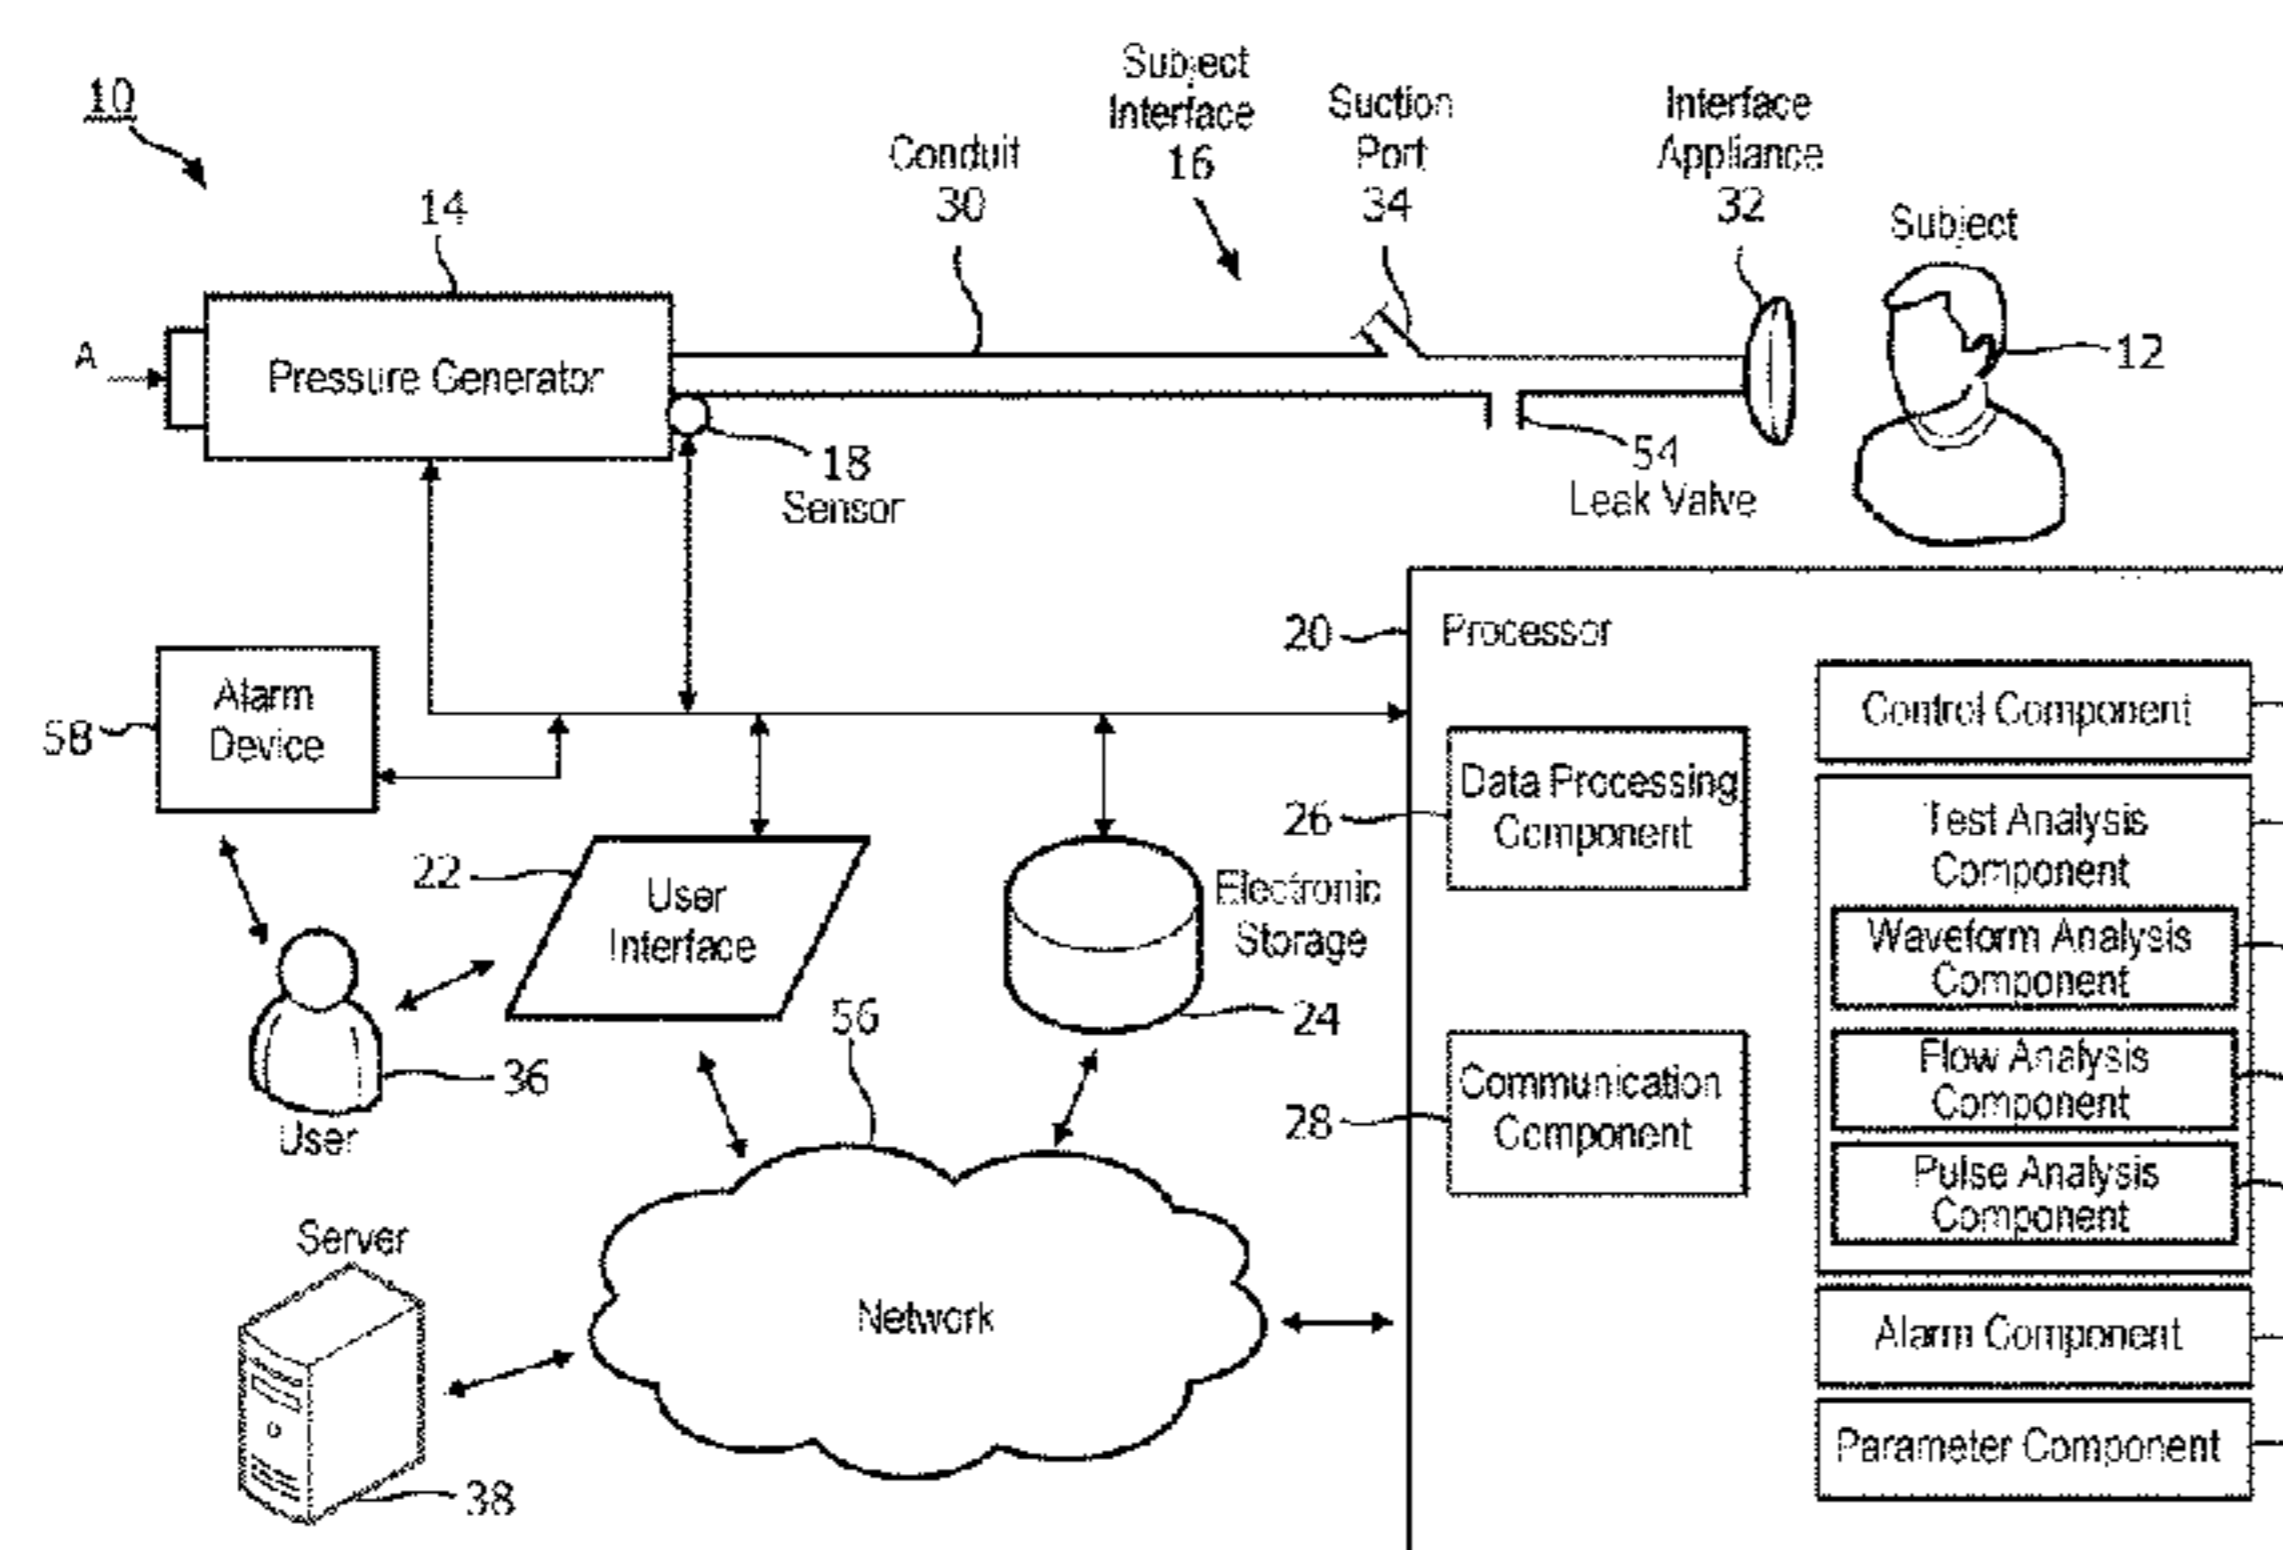 10
Subject
Interface
16
Suction
Port
34
Interface
Appliance
32
Conduit
30
Subject
14
12
A
Pressure Generator
18
Sensor
54
Leak Valve
20
Processor
Control Component
Alarm
Device
58
Data Processing
Component
26
Test Analysis
Component
Waveform Analysis
Component
Flow Analysis
Component
Pulse Analysis
Component
22
User
Interface
Electronic
Storage
24
56
36
User
Communication
Component
28
Server
Network
Alarm Component
Parameter Component
38